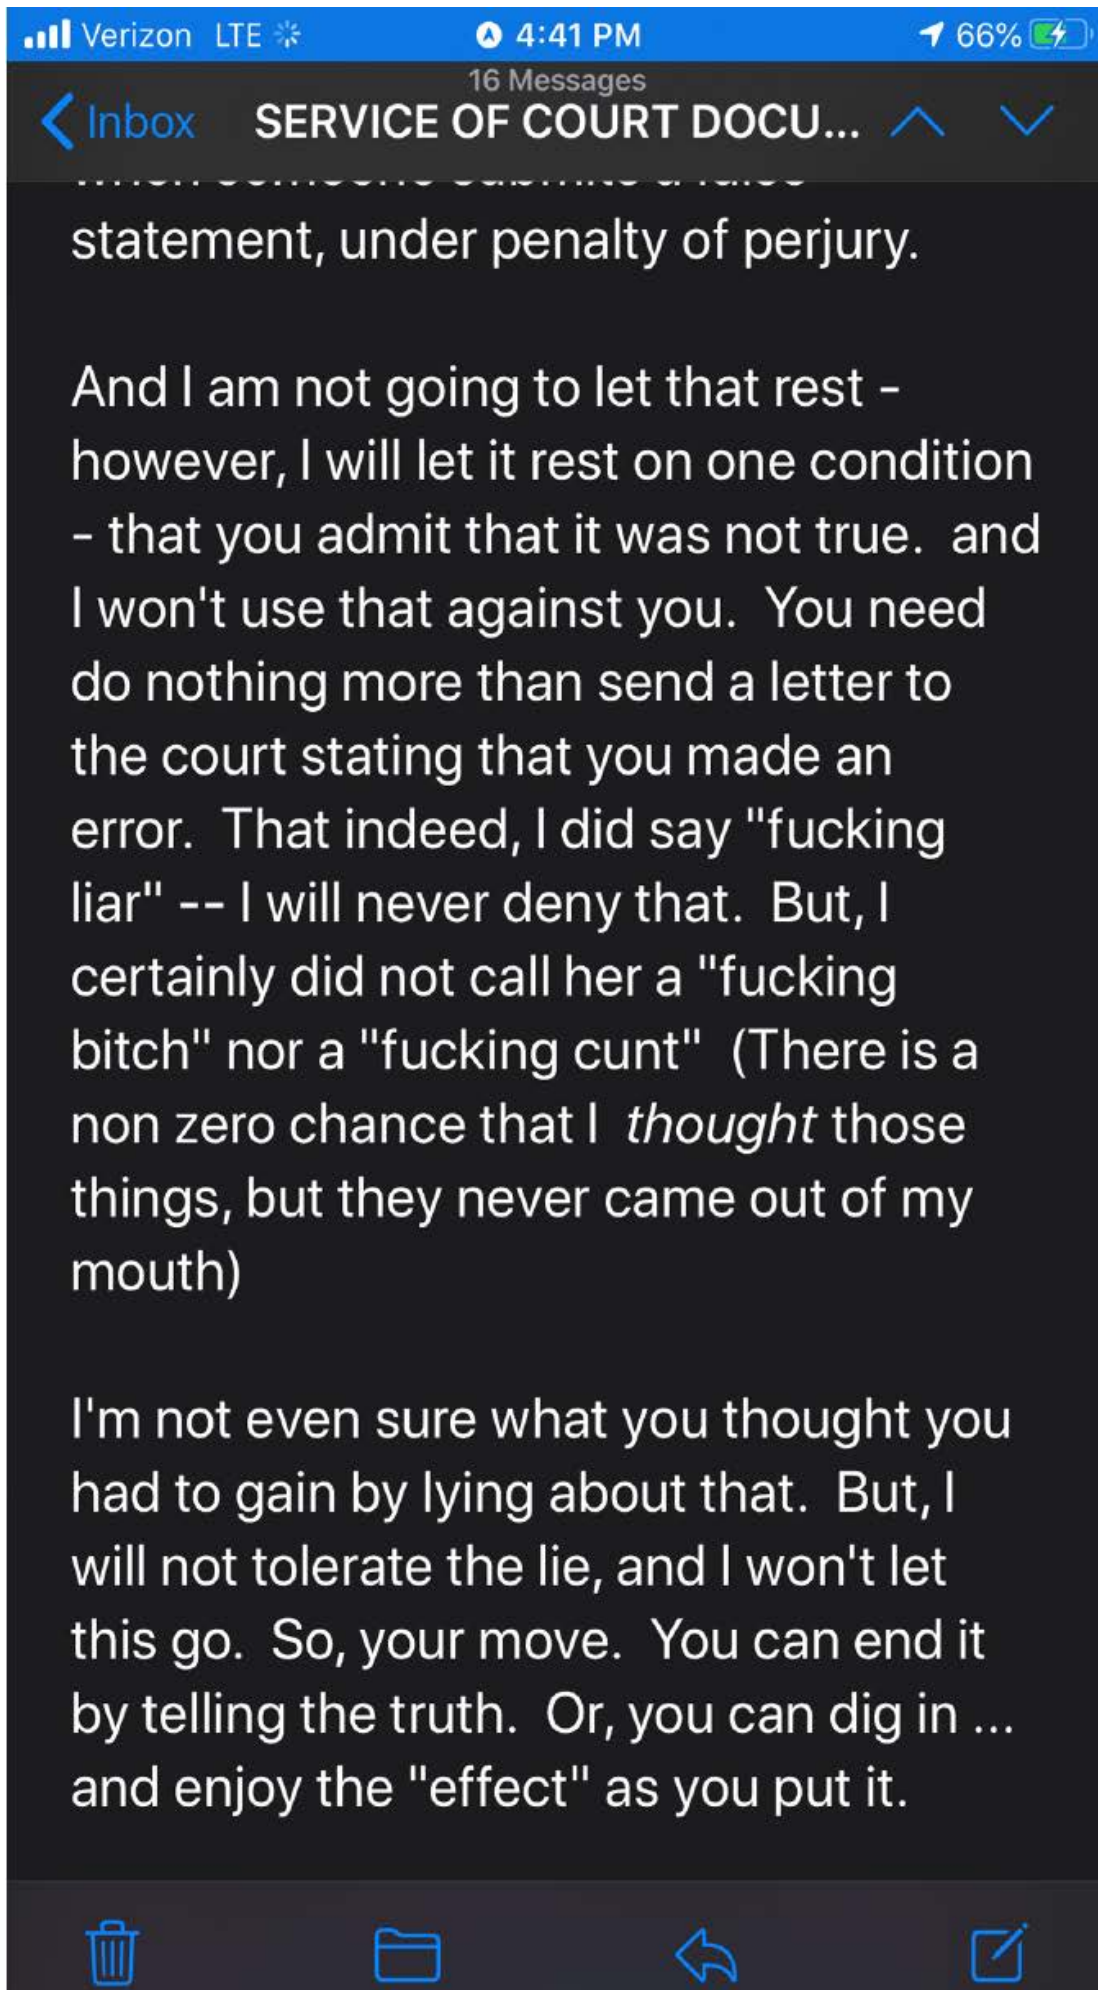 Verizon LTE 4:41 PM 66%
16 Messages
Inbox SERVICE OF COURT DOCU...
statement, under penalty of perjury.
And I am not going to let that rest -
however, I will let it rest on one condition
- that you admit that it was not true.  and
I won't use that against you.  You need
do nothing more than send a letter to
the court stating that you made an
error.  That indeed, I did say "fucking
liar" -- I will never deny that.  But, I
certainly did not call her a "fucking
bitch" nor a "fucking cunt"  (There is a
non zero chance that I  thought those
things, but they never came out of my
mouth)
I'm not even sure what you thought you
had to gain by lying about that.  But, I
will not tolerate the lie, and I won't let
this go.  So, your move.  You can end it
by telling the truth.  Or, you can dig in ...
and enjoy the "effect" as you put it.